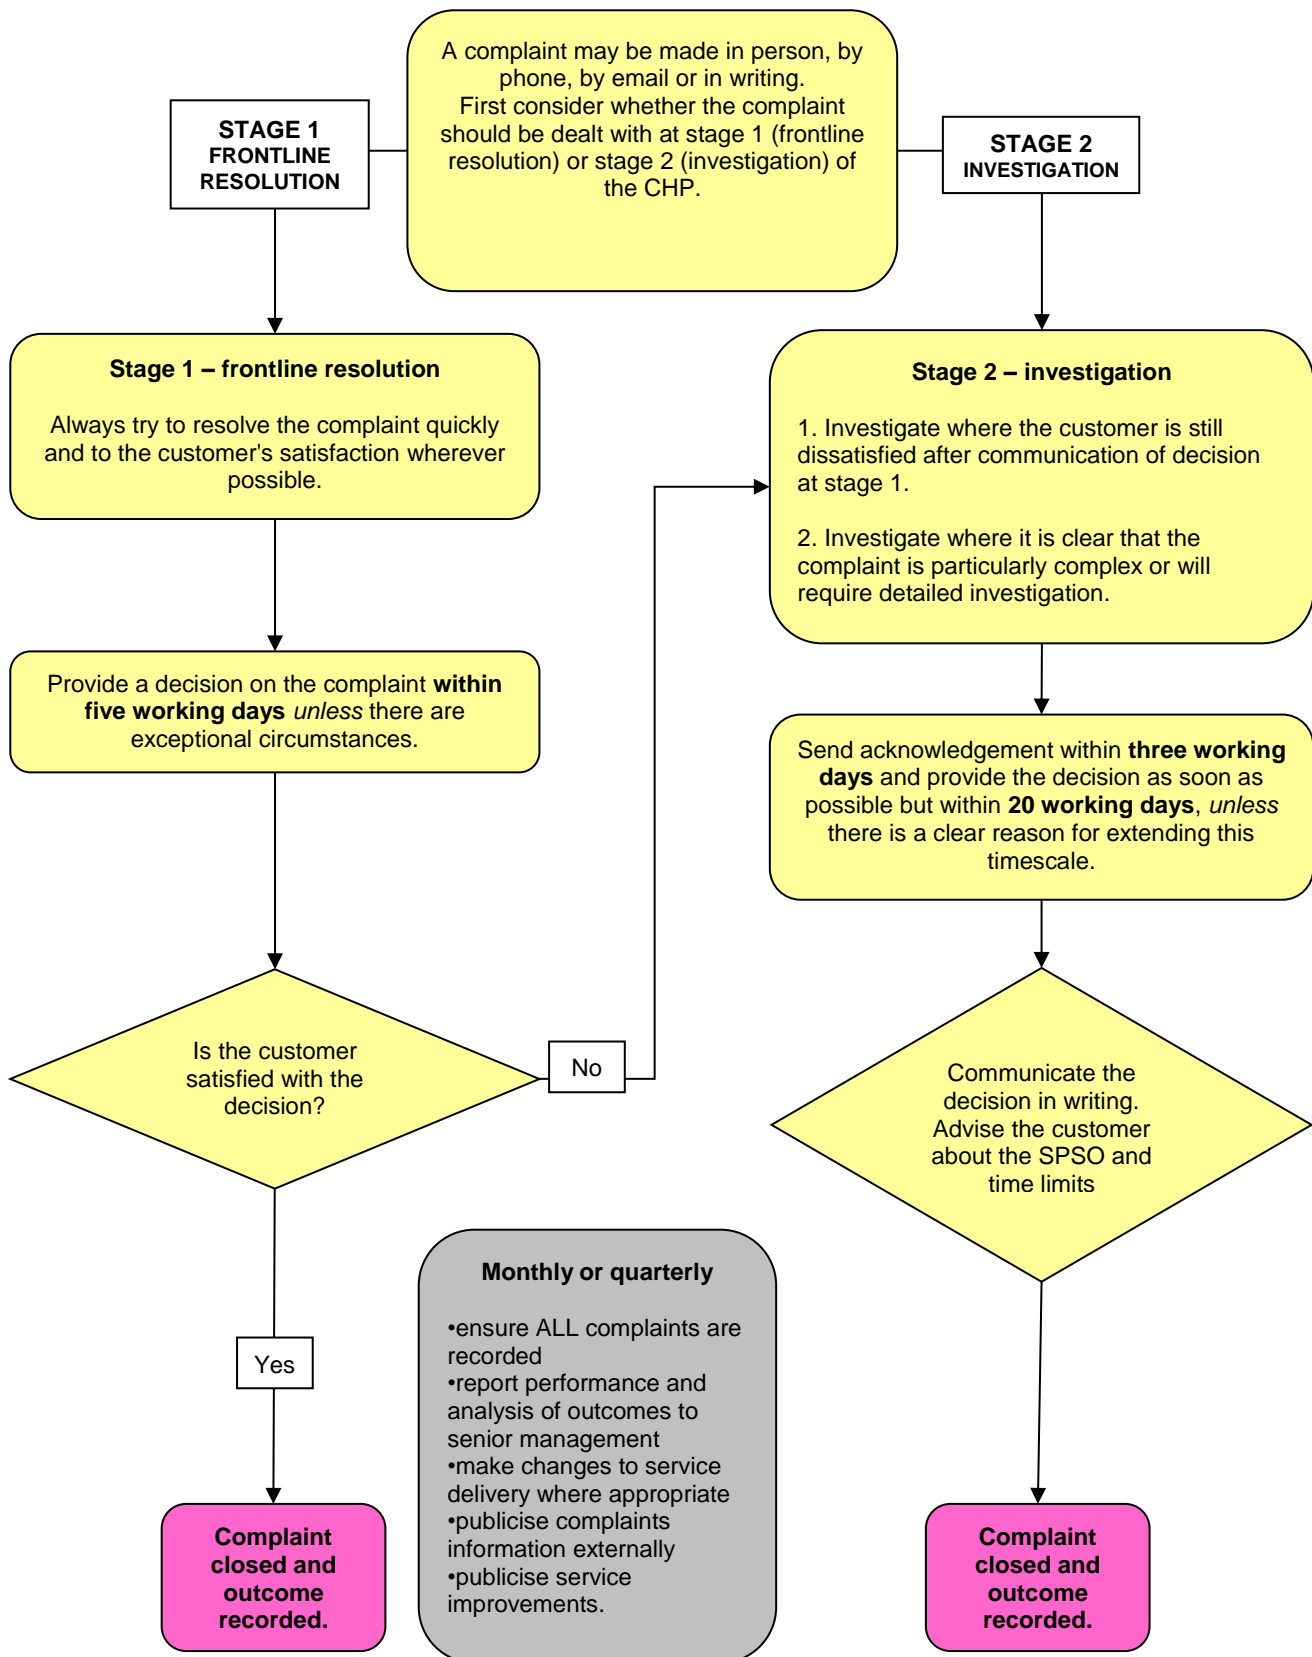 A complaint may be made in person, by
phone, by email or in writing.
First consider whether the complaint
should be dealt with at stage 1 (frontline
resolution) or stage 2 (investigation) of
the CHP.
STAGE 1
FRONTLINE
RESOLUTION
STAGE 2
INVESTIGATION
Stage 1 – frontline resolution
Always try to resolve the complaint quickly
and to the customer's satisfaction wherever
possible.
Provide a decision on the complaint within
five working days unless there are
exceptional circumstances.
Is the customer
satisfied with the
decision?
No
Yes
Complaint
closed and
outcome
recorded.
Stage 2 – investigation
1. Investigate where the customer is still
dissatisfied after communication of decision
at stage 1.
2. Investigate where it is clear that the
complaint is particularly complex or will
require detailed investigation.
Send acknowledgement within three working
days and provide the decision as soon as
possible but within 20 working days, unless
there is a clear reason for extending this
timescale.
Communicate the
decision in writing.
Advise the customer
about the SPSO and
time limits
Complaint
closed and
outcome
recorded.
Monthly or quarterly
•ensure ALL complaints are
recorded
•report performance and
analysis of outcomes to
senior management
•make changes to service
delivery where appropriate
•publicise complaints
information externally
•publicise service
improvements.